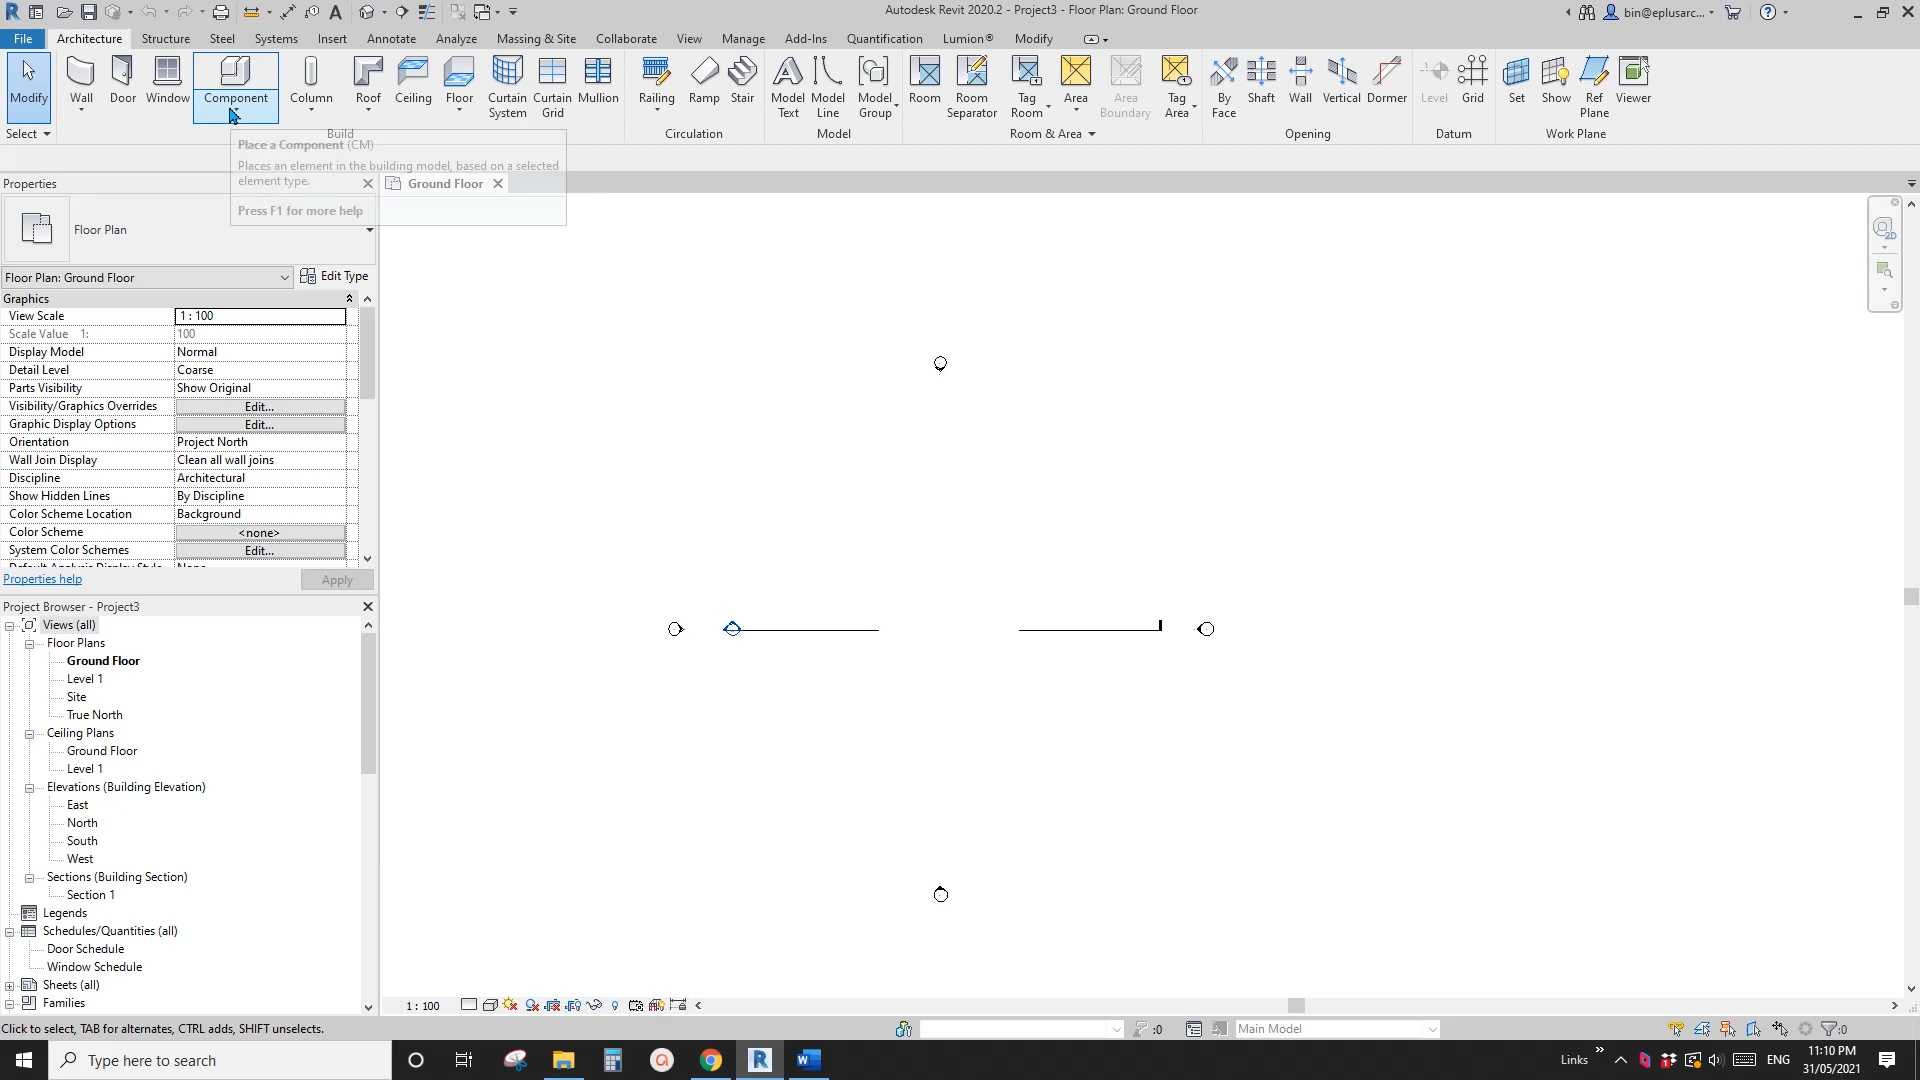 Autodesk Revit 2020.2 - Project3 - Floor Plan: Ground Floor
bin@eplusarc...
File Architecture Structure Steel Systems Insert Annotate Analyze Massing & Site Collaborate View Manage Add-Ins Quantification Lumion® Modify
Modify Wall Door Window Component Column Roof Ceiling Floor Curtain System Curtain Grid Mullion Railing Ramp Stair Model Text Model Line Model Group Room Room Separator Tag Room Area Area Boundary Tag Area By Face Shaft Wall Vertical Dormer Level Grid Set Show Ref Plane Viewer
Select Build Circulation Model Room & Area Opening Datum Work Plane
Place a Component (CM)
Places an element in the building model, based on a selected
element type.
Press F1 for more help
Properties
Ground Floor
Floor Plan
Floor Plan: Ground Floor Edit Type
Graphics
View Scale 1 : 100
Scale Value 1: 100
Display Model Normal
Detail Level Coarse
Parts Visibility Show Original
Visibility/Graphics Overrides Edit...
Graphic Display Options Edit...
Orientation Project North
Wall Join Display Clean all wall joins
Discipline Architectural
Show Hidden Lines By Discipline
Color Scheme Location Background
Color Scheme <none>
System Color Schemes Edit...
Default Analysis Display Style None
Properties help Apply
Project Browser - Project3
Views (all)
Floor Plans
Ground Floor
Level 1
Site
True North
Ceiling Plans
Ground Floor
Level 1
Elevations (Building Elevation)
East
North
South
West
Sections (Building Section)
Section 1
Legends
Schedules/Quantities (all)
Door Schedule
Window Schedule
Sheets (all)
Families
1 : 100
Click to select, TAB for alternates, CTRL adds, SHIFT unselects.
:0
Main Model
:0
Type here to search
Links
ENG
11:10 PM
31/05/2021